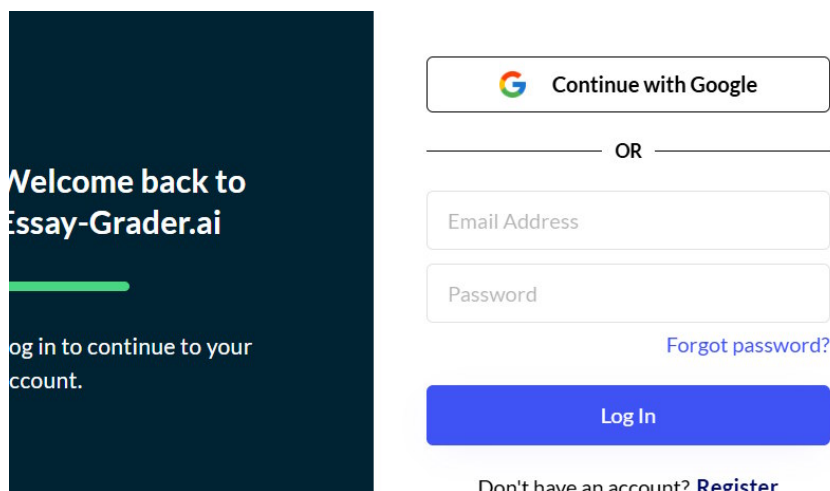 Welcome back to
Essay-Grader.ai
og in to continue to your
ccount.
Continue with Google
OR
Email Address
Password
Forgot password?
Log In
Don't have an account? Register